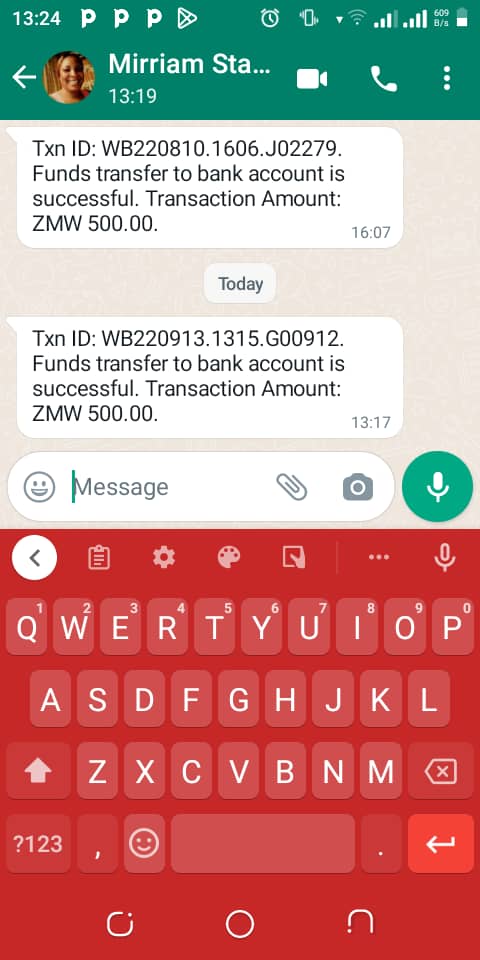 13:24
609
B/s
Mirriam Sta...
13:19
Txn ID: WB220810.1606.J02279.
Funds transfer to bank account is
successful. Transaction Amount:
ZMW 500.00.
16:07
Today
Txn ID: WB220913.1315.G00912.
Funds transfer to bank account is
successful. Transaction Amount:
ZMW 500.00.
13:17
Message
1 2 3 4 5 6 7 8 9 0
Q W E R T Y U I O P
A S D F G H J K L
Z X C V B N M
?123 , .